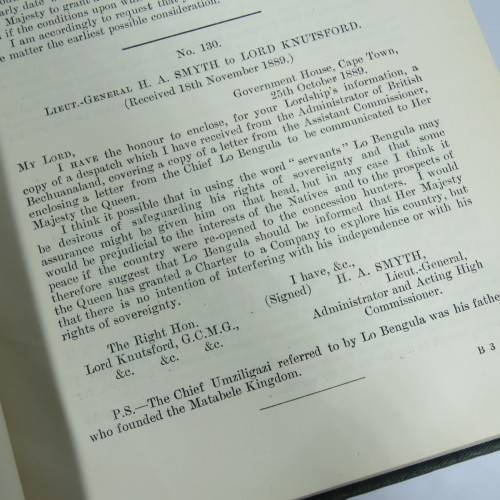 early date
Majesty to grant a
if the conditions upon wh
I am accordingly to request that
e matter the earliest possible consideration.
No. 130.
LIEUT.-GENERAL H. A. SMYTH to LORD KNUTSFORD.
(Received 18th November 1889.)
Government House, Cape Town,
25th October 1889.
MY LORD,
I HAVE the honour to enclose, for your Lordship's information, a
copy of a despatch which I have received from the Administrator of British
Bechuanaland, covering a copy of a letter from the Assistant Commissioner,
enclosing a letter from the Chief Lo Bengula to be communicated to Her
Majesty the Queen.
I think it possible that in using the word "servants" Lo Bengula may
be desirous of safeguarding his rights of sovereignty and that some
assurance might be given him on that head, but in any case I think it
would be prejudicial to the interests of the Natives and to the prospects of
peace if the country were re-opened to the concession hunters. I would
therefore suggest that Lo Bengula should be informed that Her Majesty
the Queen has granted a Charter to a Company to explore his country, but
that there is no intention of interfering with his independence or with his
rights of sovereignty.
I have, &c.,
(Signed) H. A. SMYTH,
Lieut.-General,
Administrator and Acting High
Commissioner.
The Right Hon.
Lord Knutsford, G.C.M.G.,
&c. &c. &c.
P.S.—The Chief Umziligazi referred to by Lo Bengula was his fathe
who founded the Matabele Kingdom.
B 3